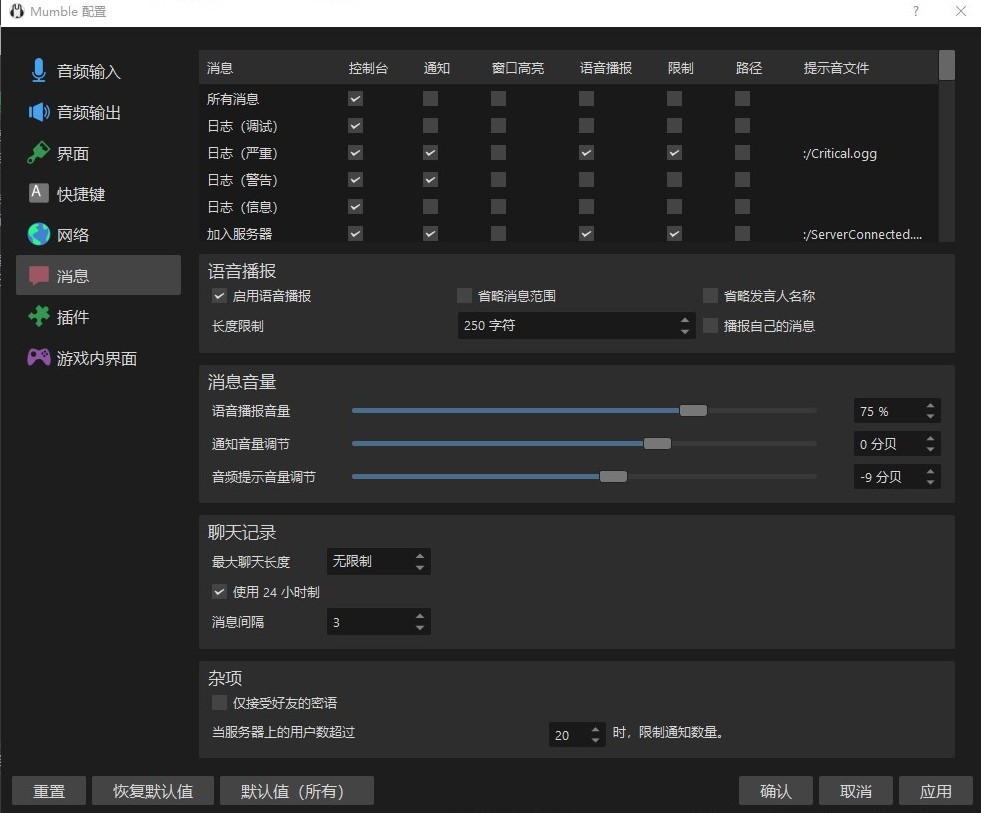 Mumble 配置
?
音频输入
音频输出
界面
A 快捷键
网络
消息
插件
游戏内界面
消息 控制台 通知 窗口高亮 语音播报 限制 路径 提示音文件
所有消息
日志（调试）
日志（严重） :/Critical.ogg
日志（警告）
日志（信息）
加入服务器 :/ServerConnected....
语音播报
启用语音播报 省略消息范围 省略发言人名称
长度限制 250 字符 播报自己的消息
消息音量
语音播报音量 75 %
通知音量调节 0 分贝
音频提示音量调节 -9 分贝
聊天记录
最大聊天长度 无限制
使用 24 小时制
消息间隔 3
杂项
仅接受好友的密语
当服务器上的用户数超过 20 时，限制通知数量。
重置 恢复默认值 默认值（所有） 确认 取消 应用